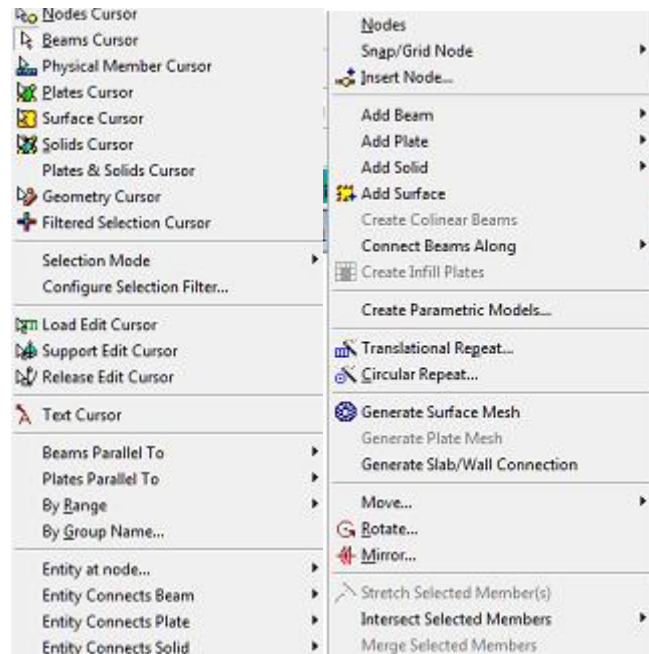 Nodes Cursor
Beams Cursor
Physical Member Cursor
Plates Cursor
Surface Cursor
Solids Cursor
Plates & Solids Cursor
Geometry Cursor
Filtered Selection Cursor
Selection Mode
Configure Selection Filter...
Load Edit Cursor
Support Edit Cursor
Release Edit Cursor
Text Cursor
Beams Parallel To
Plates Parallel To
By Range
By Group Name...
Entity at node...
Entity Connects Beam
Entity Connects Plate
Entity Connects Solid
Nodes
Snap/Grid Node
Insert Node...
Add Beam
Add Plate
Add Solid
Add Surface
Create Colinear Beams
Connect Beams Along
Create Infill Plates
Create Parametric Models...
Translational Repeat...
Circular Repeat...
Generate Surface Mesh
Generate Plate Mesh
Generate Slab/Wall Connection
Move...
Rotate...
Mirror...
Stretch Selected Member(s)
Intersect Selected Members
Merge Selected Members